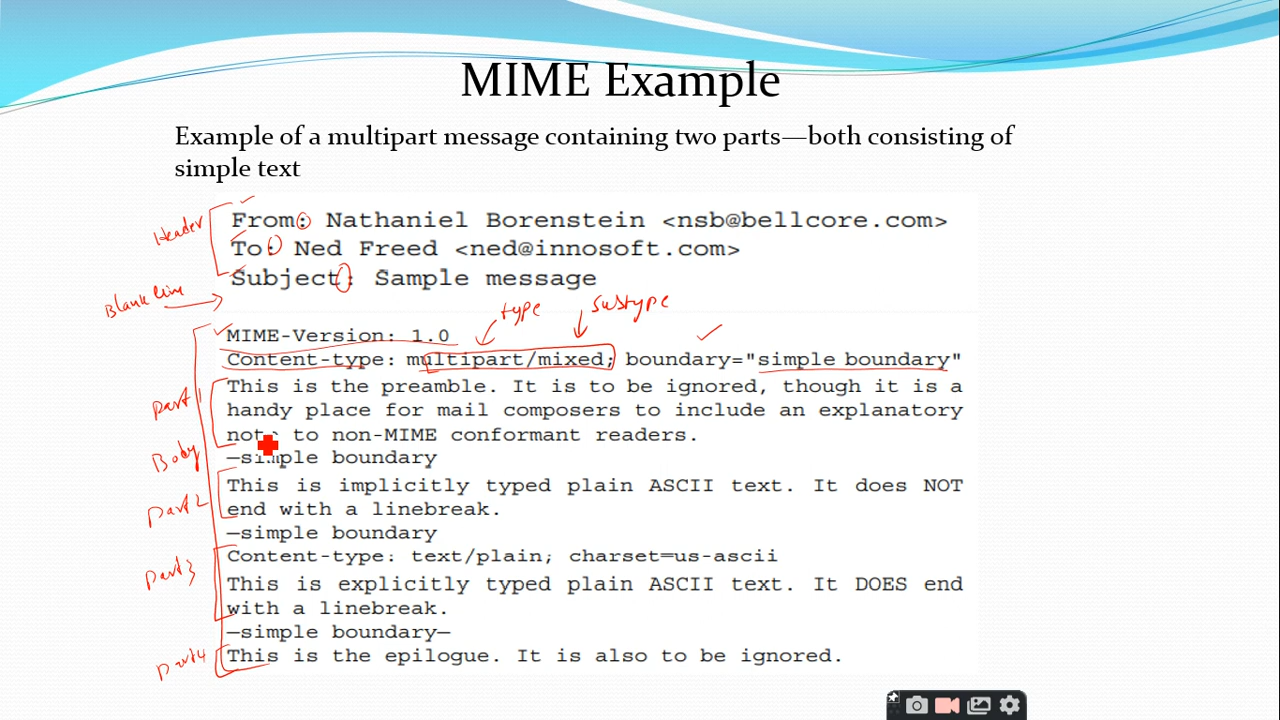 MIME Example
Example of a multipart message containing two parts—both consisting of
simple text
Header
From: Nathaniel Borenstein <nsb@bellcore.com>
To: Ned Freed <ned@innosoft.com>
Subject: Sample message
Blank line
type
subtype
MIME-Version: 1.0
Content-type: multipart/mixed; boundary="simple boundary"
Part 1
This is the preamble. It is to be ignored, though it is a
handy place for mail composers to include an explanatory
note to non-MIME conformant readers.
Body
—simple boundary
Part 2
This is implicitly typed plain ASCII text. It does NOT
end with a linebreak.
—simple boundary
Part 3
Content-type: text/plain; charset=us-ascii
This is explicitly typed plain ASCII text. It DOES end
with a linebreak.
—simple boundary—
Part 4
This is the epilogue. It is also to be ignored.